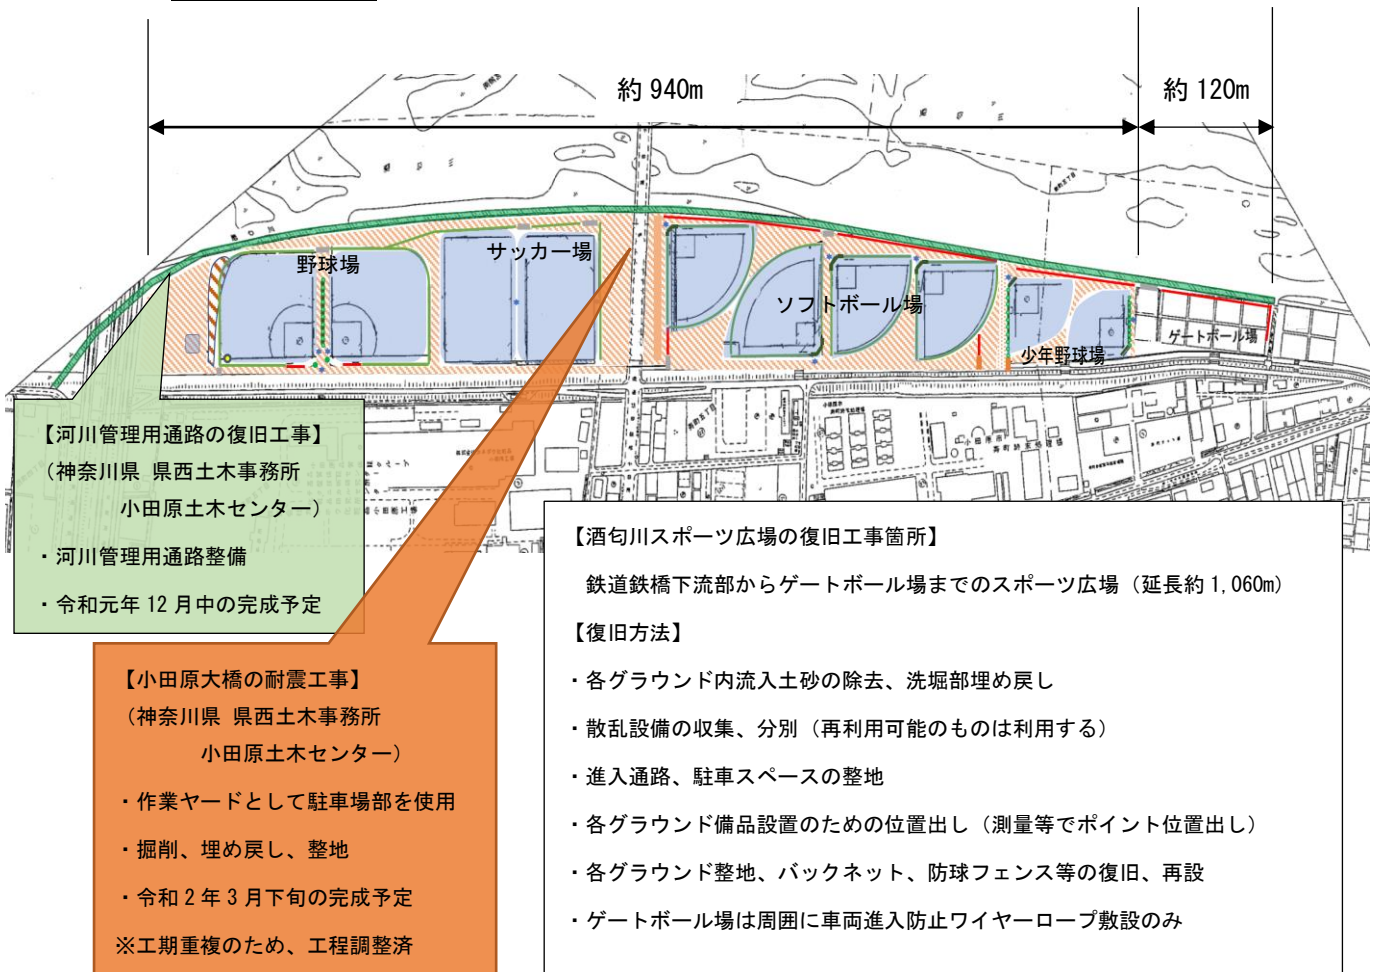 約 940m
約 120m
野球場
サッカー場
ソフトボール場
少年野球場
ゲートボール場
【河川管理用通路の復旧工事】
（神奈川県 県西土木事務所
小田原土木センター）
・河川管理用通路整備
・令和元年 12 月中の完成予定
【小田原大橋の耐震工事】
（神奈川県 県西土木事務所
小田原土木センター）
・作業ヤードとして駐車場部を使用
・掘削、埋め戻し、整地
・令和 2 年 3 月下旬の完成予定
※工期重複のため、工程調整済
【酒匂川スポーツ広場の復旧工事箇所】
鉄道鉄橋下流部からゲートボール場までのスポーツ広場（延長約 1,060m）
【復旧方法】
・各グラウンド内流入土砂の除去、洗堀部埋め戻し
・散乱設備の収集、分別（再利用可能のものは利用する）
・進入通路、駐車スペースの整地
・各グラウンド備品設置のための位置出し（測量等でポイント位置出し）
・各グラウンド整地、バックネット、防球フェンス等の復旧、再設
・ゲートボール場は周囲に車両進入防止ワイヤーロープ敷設のみ